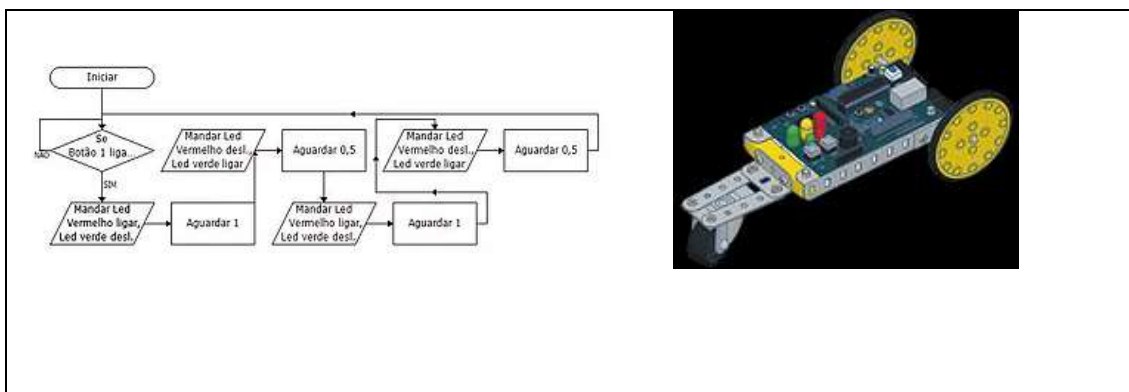 Iniciar
Se
Botão 1 liga...
NÃO
SIM
Mandar Led
Vermelho ligar,
Led verde desl.
Aguardar 1
Mandar Led
Vermelho desl.,
Led verde ligar
Aguardar 0,5
Mandar Led
Vermelho ligar,
Led verde desl.
Aguardar 1
Mandar Led
Vermelho desl.,
Led verde ligar
Aguardar 0,5